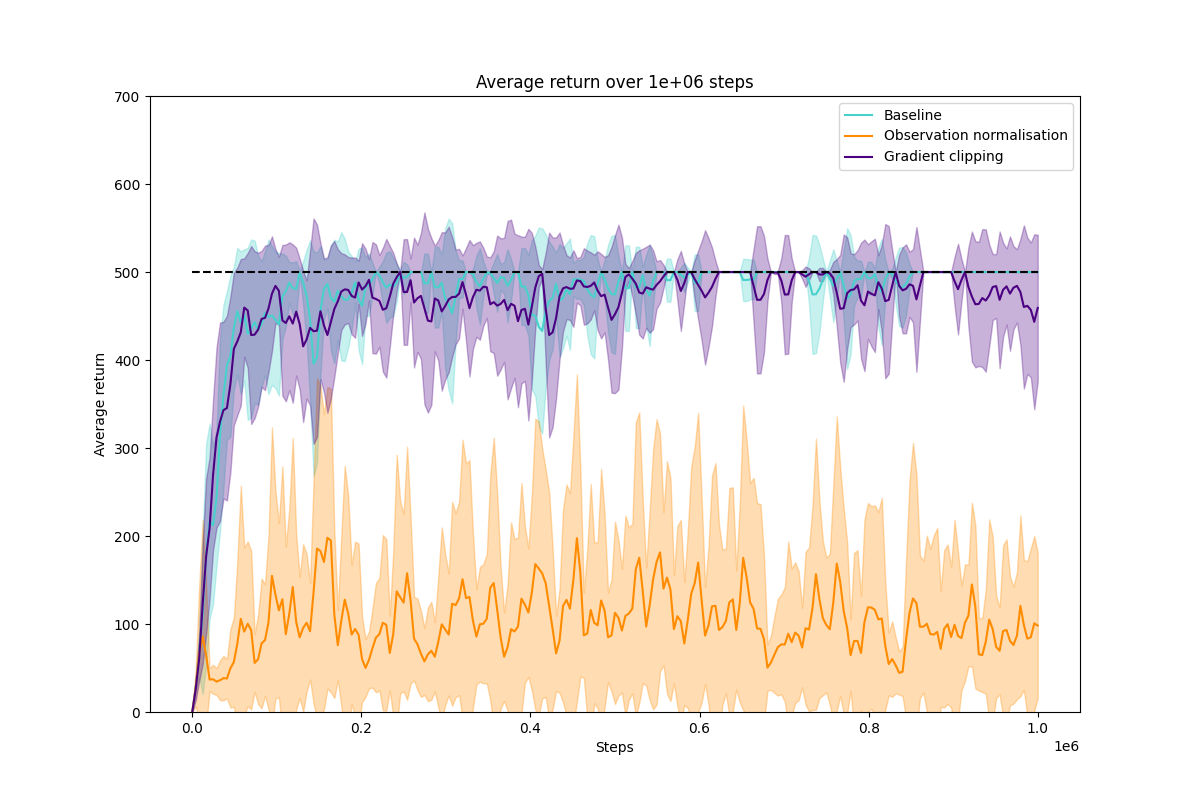 Average return over 1e+06 steps
700
600
500
400
300
200
100
0
Average return
Baseline
Observation normalisation
Gradient clipping
0.0 0.2 0.4 0.6 0.8 1.0
1e6
Steps